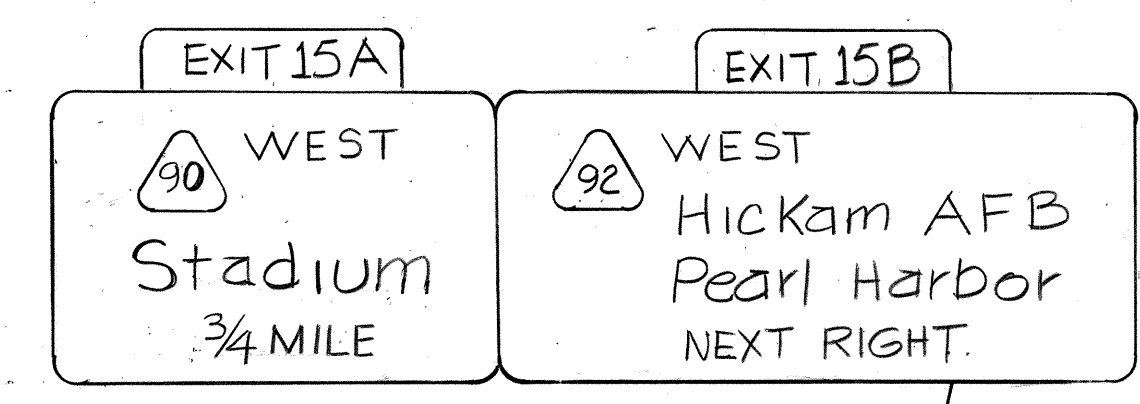 EXIT 15A
90 WEST
Stadium
3/4 MILE
EXIT 15B
92 WEST
Hickam AFB
Pearl Harbor
NEXT RIGHT.